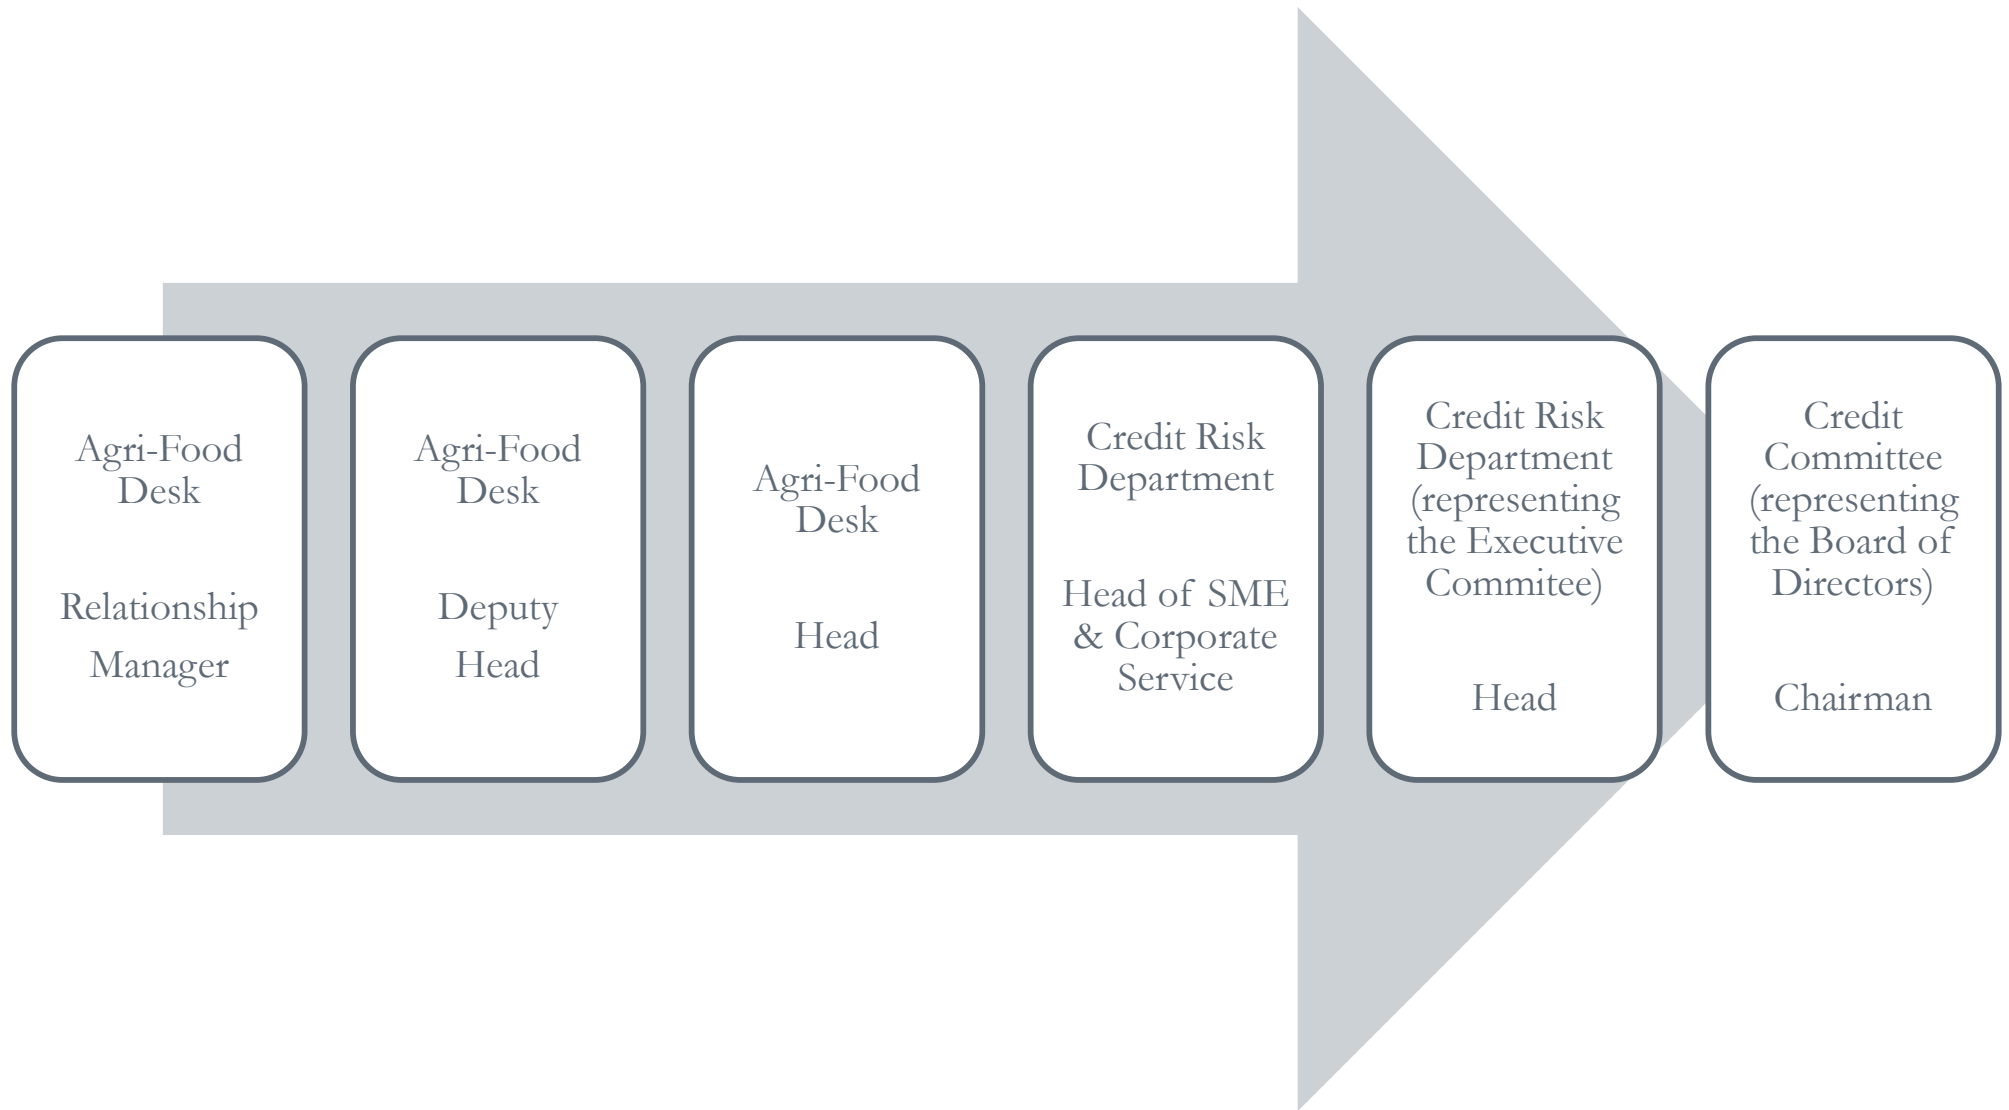 Agri-Food
Desk
Relationship
Manager
Agri-Food
Desk
Deputy
Head
Agri-Food
Desk
Head
Credit Risk
Department
Head of SME
& Corporate
Service
Credit Risk
Department
(representing
the Executive
Commitee)
Head
Credit
Committee
(representing
the Board of
Directors)
Chairman